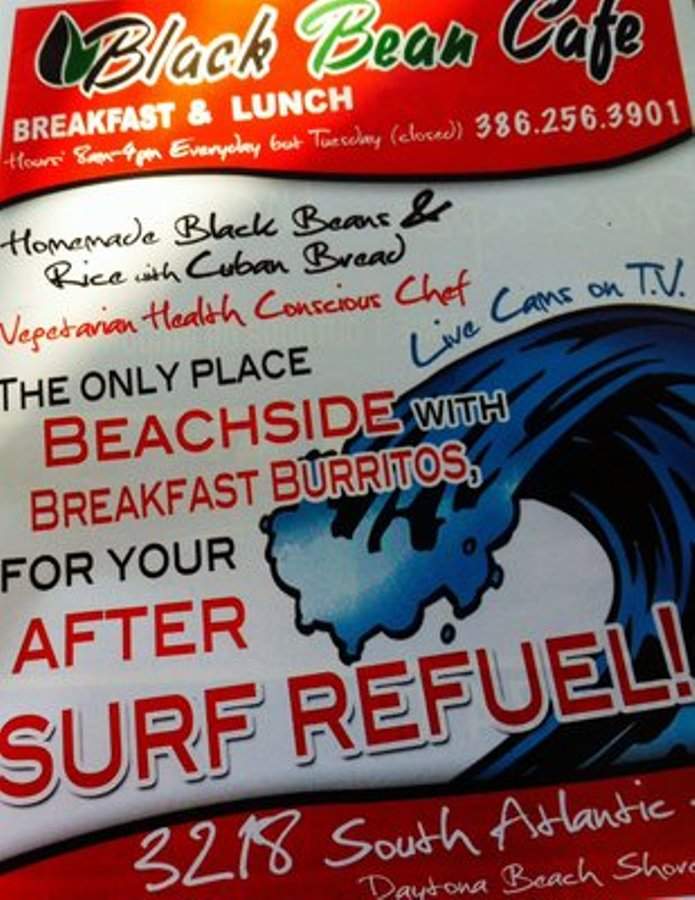 Black Bean Cafe
BREAKFAST & LUNCH
Hours: 8am-4pm Everyday but Tuesday (closed) 386.256.3901
Homemade Black Beans &
Rice with Cuban Bread
Vegetarian Health Conscious Chef
Live Cams on T.V.
THE ONLY PLACE
BEACHSIDE WITH
BREAKFAST BURRITOS,
FOR YOUR
AFTER
SURF REFUEL!
3218 South Atlantic
Daytona Beach Shor